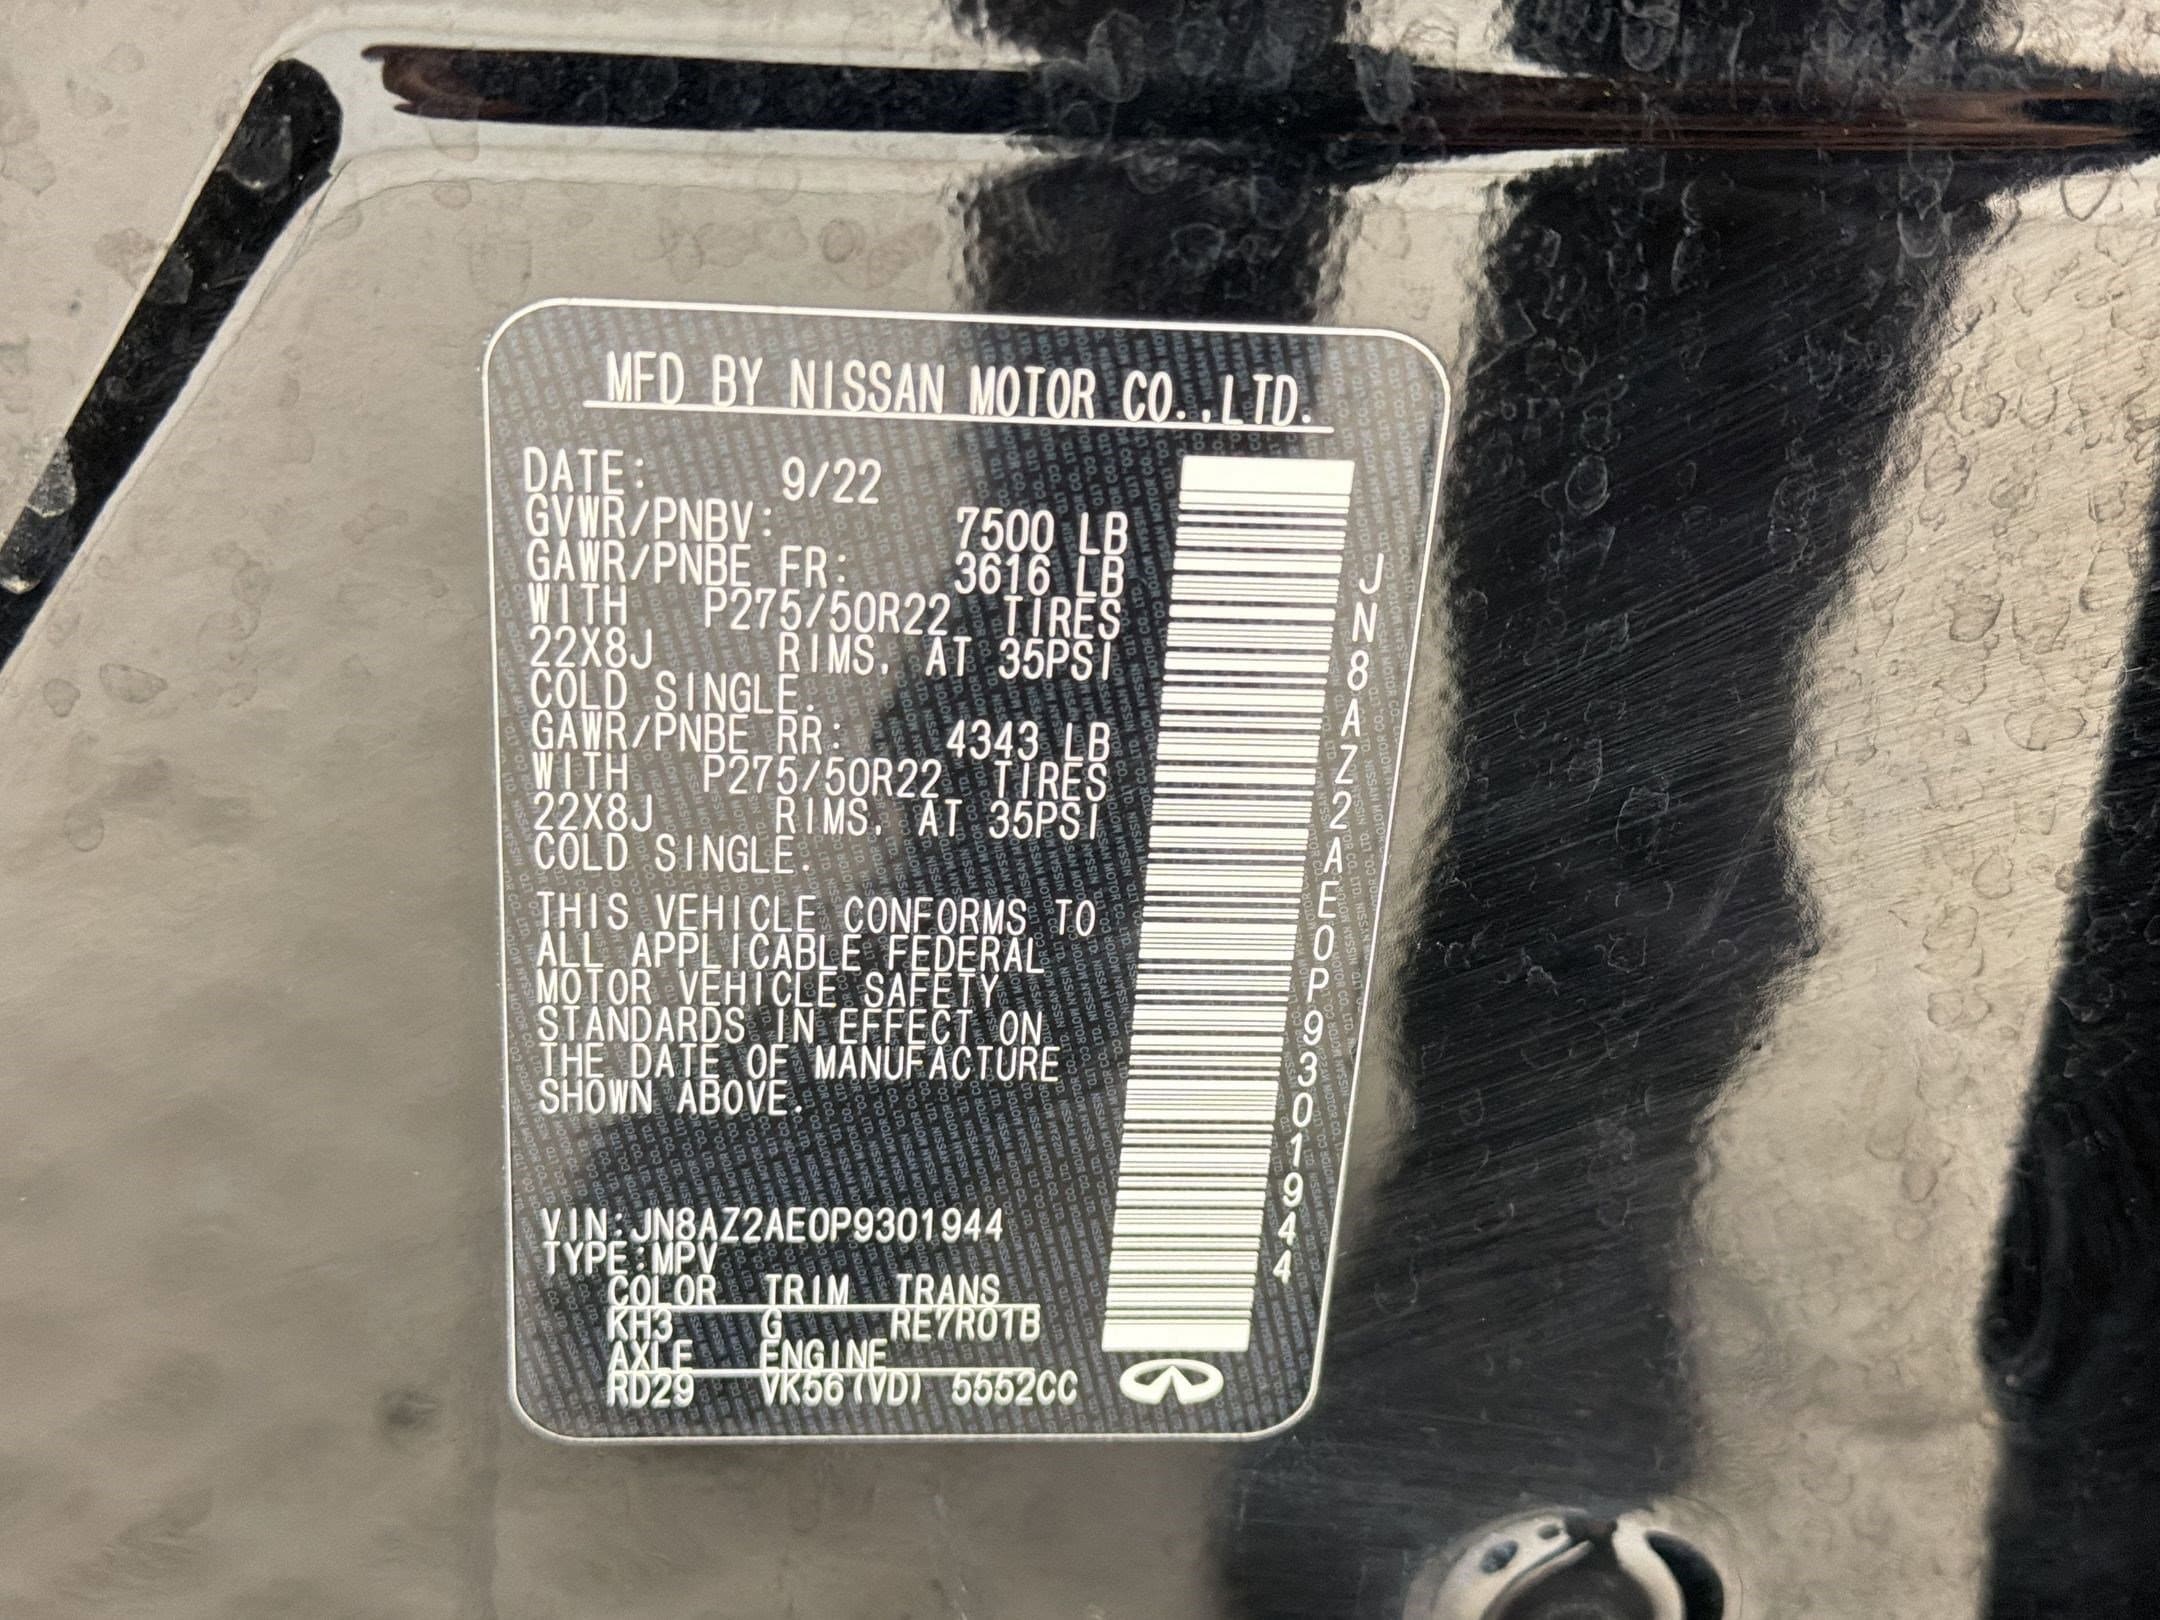 MFD BY NISSAN MOTOR CO.,LTD.
DATE: 9/22
GVWR/PNBV: 7500 LB
GAWR/PNBE FR: 3616 LB
WITH P275/50R22 TIRES
22X8J RIMS, AT 35PSI
COLD SINGLE.
GAWR/PNBE RR: 4343 LB
WITH P275/50R22 TIRES
22X8J RIMS, AT 35PSI
COLD SINGLE.
THIS VEHICLE CONFORMS TO
ALL APPLICABLE FEDERAL
MOTOR VEHICLE SAFETY
STANDARDS IN EFFECT ON
THE DATE OF MANUFACTURE
SHOWN ABOVE.
VIN:JN8AZ2AE0P9301944
TYPE:MPV
COLOR TRIM TRANS
KH3 G RE7R01B
AXLE ENGINE
RD29 VK56(VD) 5552CC
JN8AZ2AE0P9301944